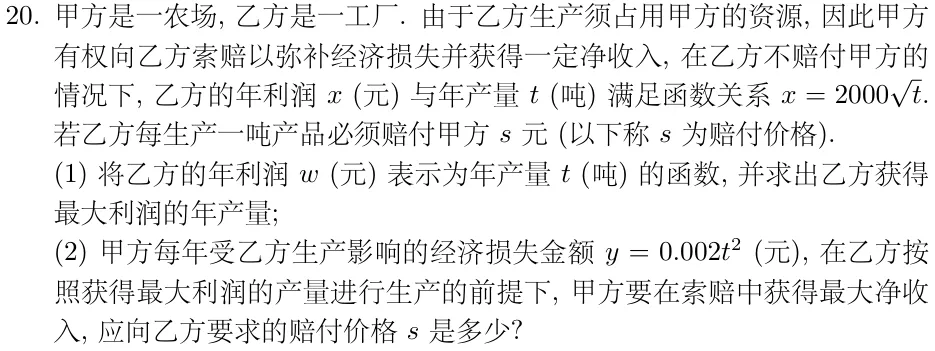 20. 甲方是一农场, 乙方是一工厂. 由于乙方生产须占用甲方的资源, 因此甲方
有权向乙方索赔以弥补经济损失并获得一定净收入, 在乙方不赔付甲方的
情况下, 乙方的年利润 x (元) 与年产量 t (吨) 满足函数关系 x = 2000√t.
若乙方每生产一吨产品必须赔付甲方 s 元 (以下称 s 为赔付价格).
(1) 将乙方的年利润 w (元) 表示为年产量 t (吨) 的函数, 并求出乙方获得
最大利润的年产量;
(2) 甲方每年受乙方生产影响的经济损失金额 y = 0.002t² (元), 在乙方按
照获得最大利润的产量进行生产的前提下, 甲方要在索赔中获得最大净收
入, 应向乙方要求的赔付价格 s 是多少?